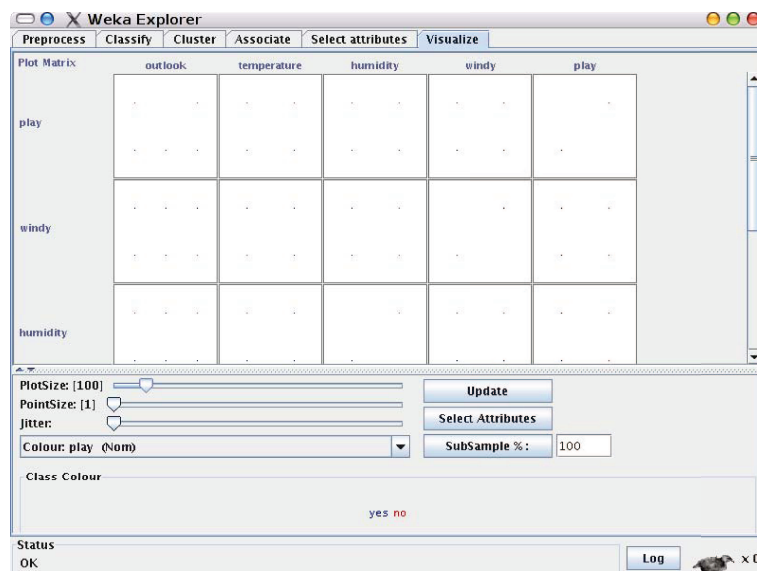 Weka Explorer
Preprocess Classify Cluster Associate Select attributes Visualize
Plot Matrix outlook temperature humidity windy play
play
windy
humidity
PlotSize: [100]
PointSize: [1]
Jitter:
Update
Select Attributes
Colour: play (Nom)
SubSample % : 100
Class Colour
yes no
Status
OK
Log x 0